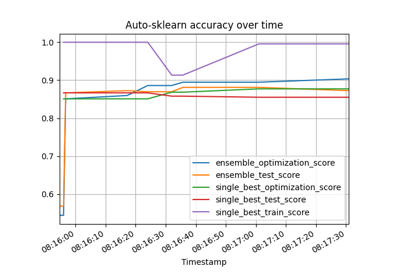 Auto-sklearn accuracy over time
1.0
0.9
0.8
0.7
0.6
ensemble_optimization_score
ensemble_test_score
single_best_optimization_score
single_best_test_score
single_best_train_score
08:16:00
08:16:10
08:16:20
08:16:30
08:16:40
08:16:50
08:17:00
08:17:10
08:17:20
08:17:30
Timestamp